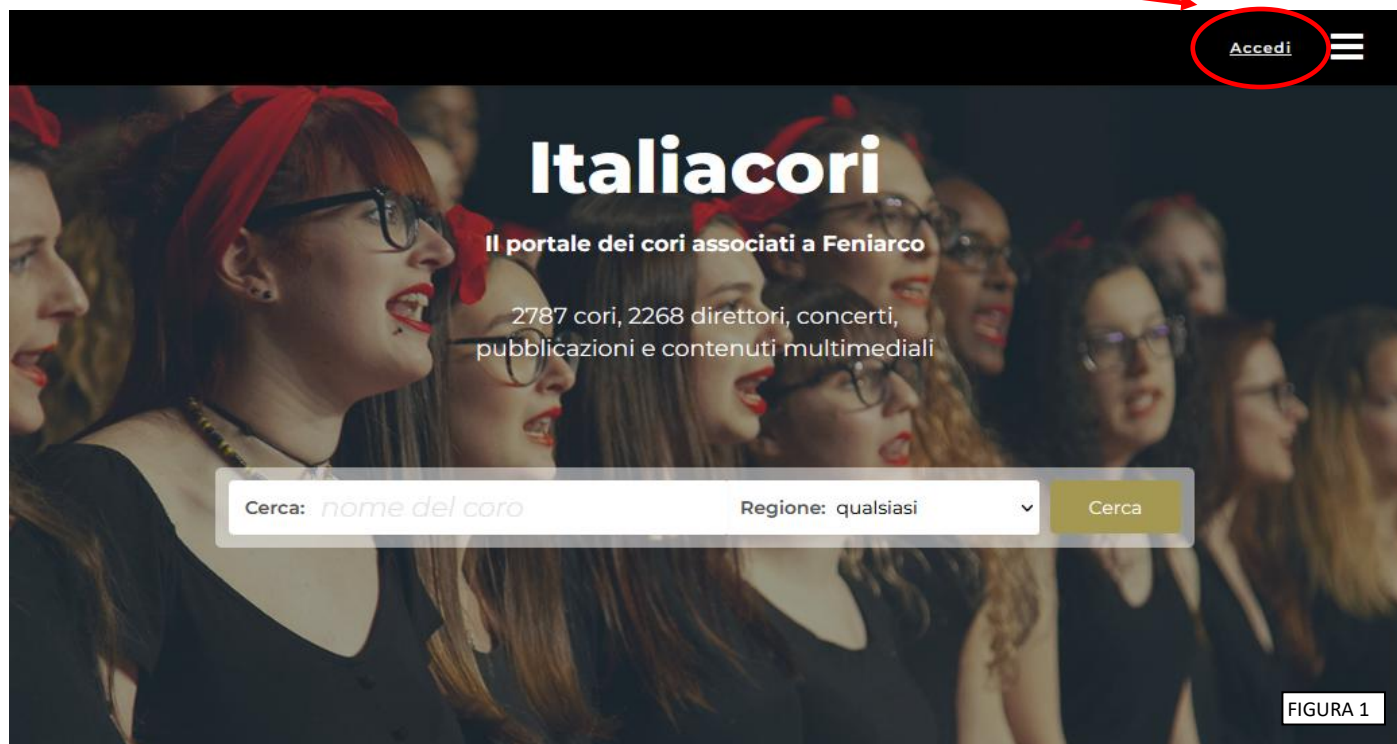 Accedi
Italiacori
Il portale dei cori associati a Feniarco
2787 cori, 2268 direttori, concerti,
pubblicazioni e contenuti multimediali
Cerca: nome del coro Regione: qualsiasi Cerca
FIGURA 1